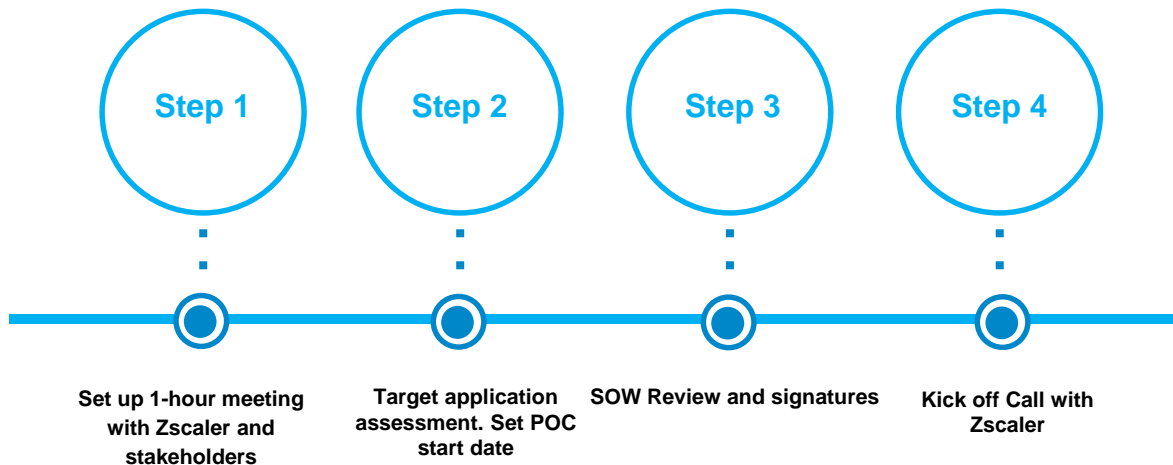 Step 1
Step 2
Step 3
Step 4
Set up 1-hour meeting
with Zscaler and
stakeholders
Target application
assessment. Set POC
start date
SOW Review and signatures
Kick off Call with
Zscaler